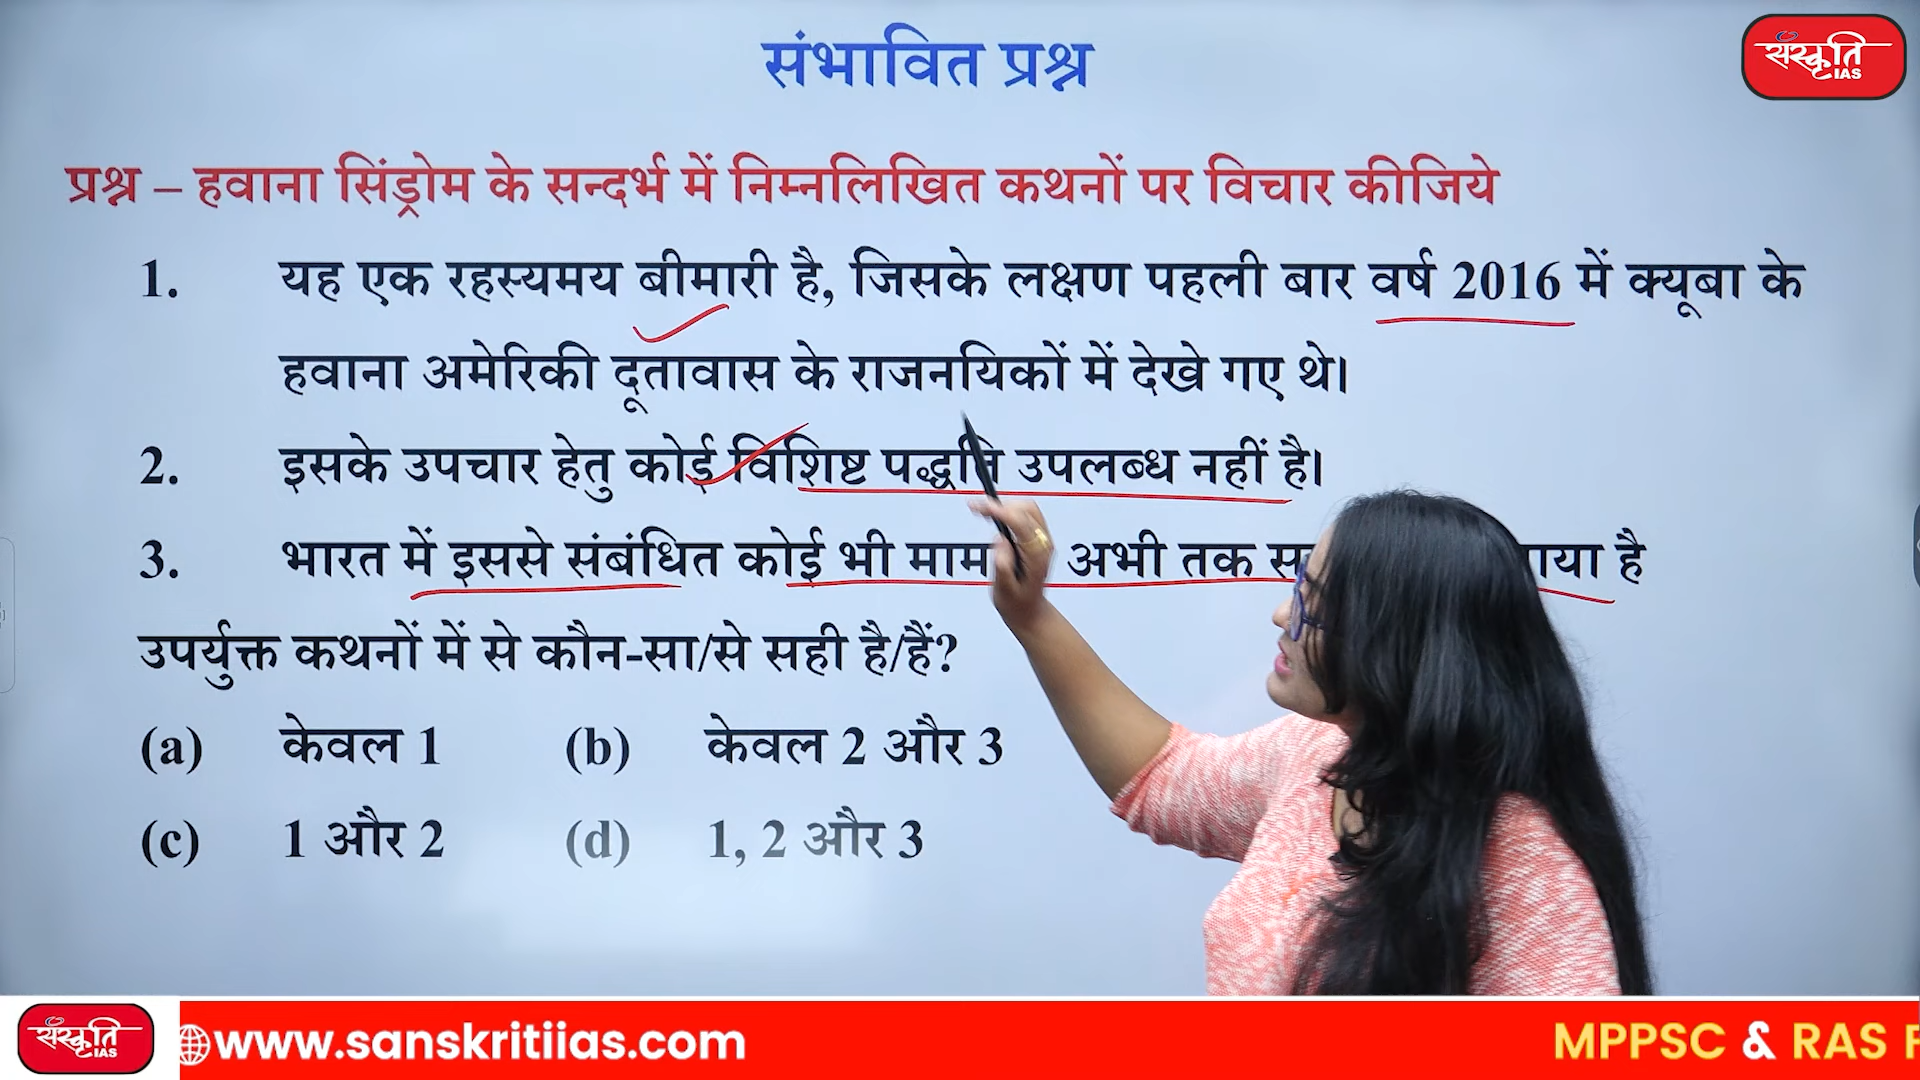 संभावित प्रश्न
संस्कृति
IAS
प्रश्न – हवाना सिंड्रोम के सन्दर्भ में निम्नलिखित कथनों पर विचार कीजिये
1. यह एक रहस्यमय बीमारी है, जिसके लक्षण पहली बार वर्ष 2016 में क्यूबा के
हवाना अमेरिकी दूतावास के राजनयिकों में देखे गए थे।
2. इसके उपचार हेतु कोई विशिष्ट पद्धति उपलब्ध नहीं है।
3. भारत में इससे संबंधित कोई भी अभी तक है
उपर्युक्त कथनों में से कौन-सा/से सही है/हैं?
(a) केवल 1 (b) केवल 2 और 3
(c) 1 और 2 (d) 1, 2 और 3
संस्कृति
IAS
www.sanskritiias.com
MPPSC & RAS